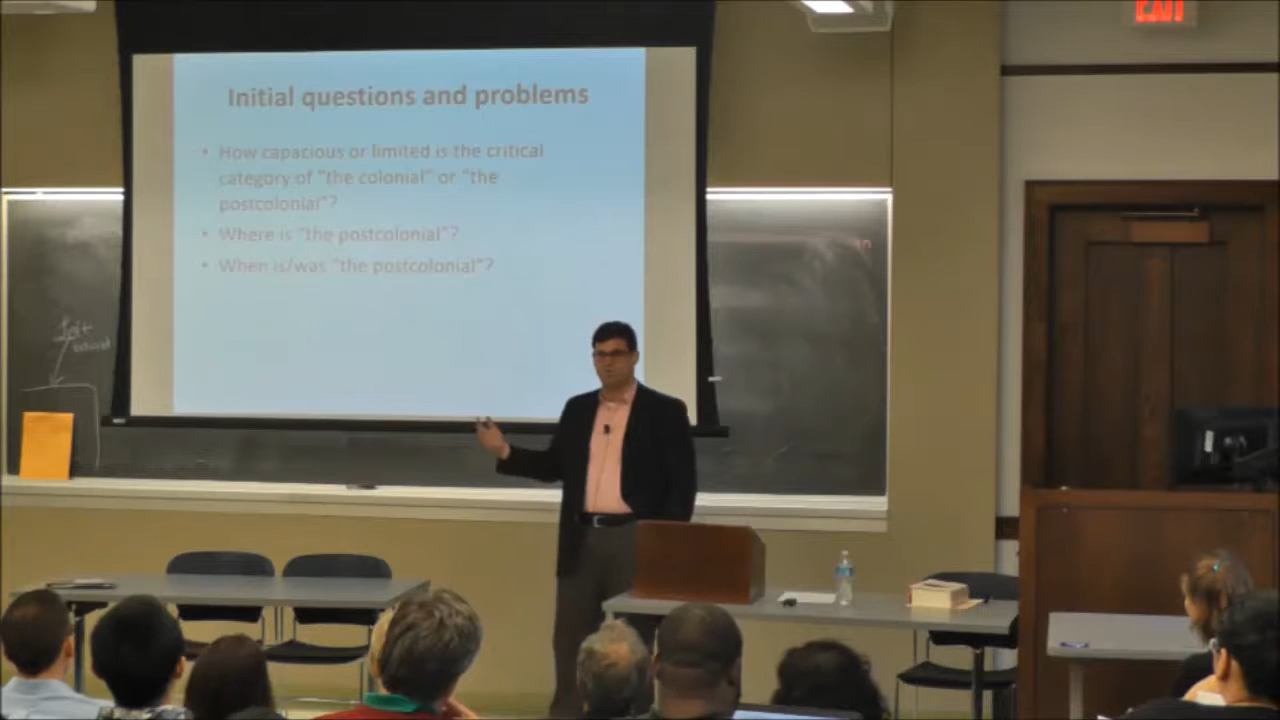 EXIT
Initial questions and problems
• How capacious or limited is the critical
category of "the colonial" or "the
postcolonial"?
• Where is "the postcolonial"?
• When is/was "the postcolonial"?